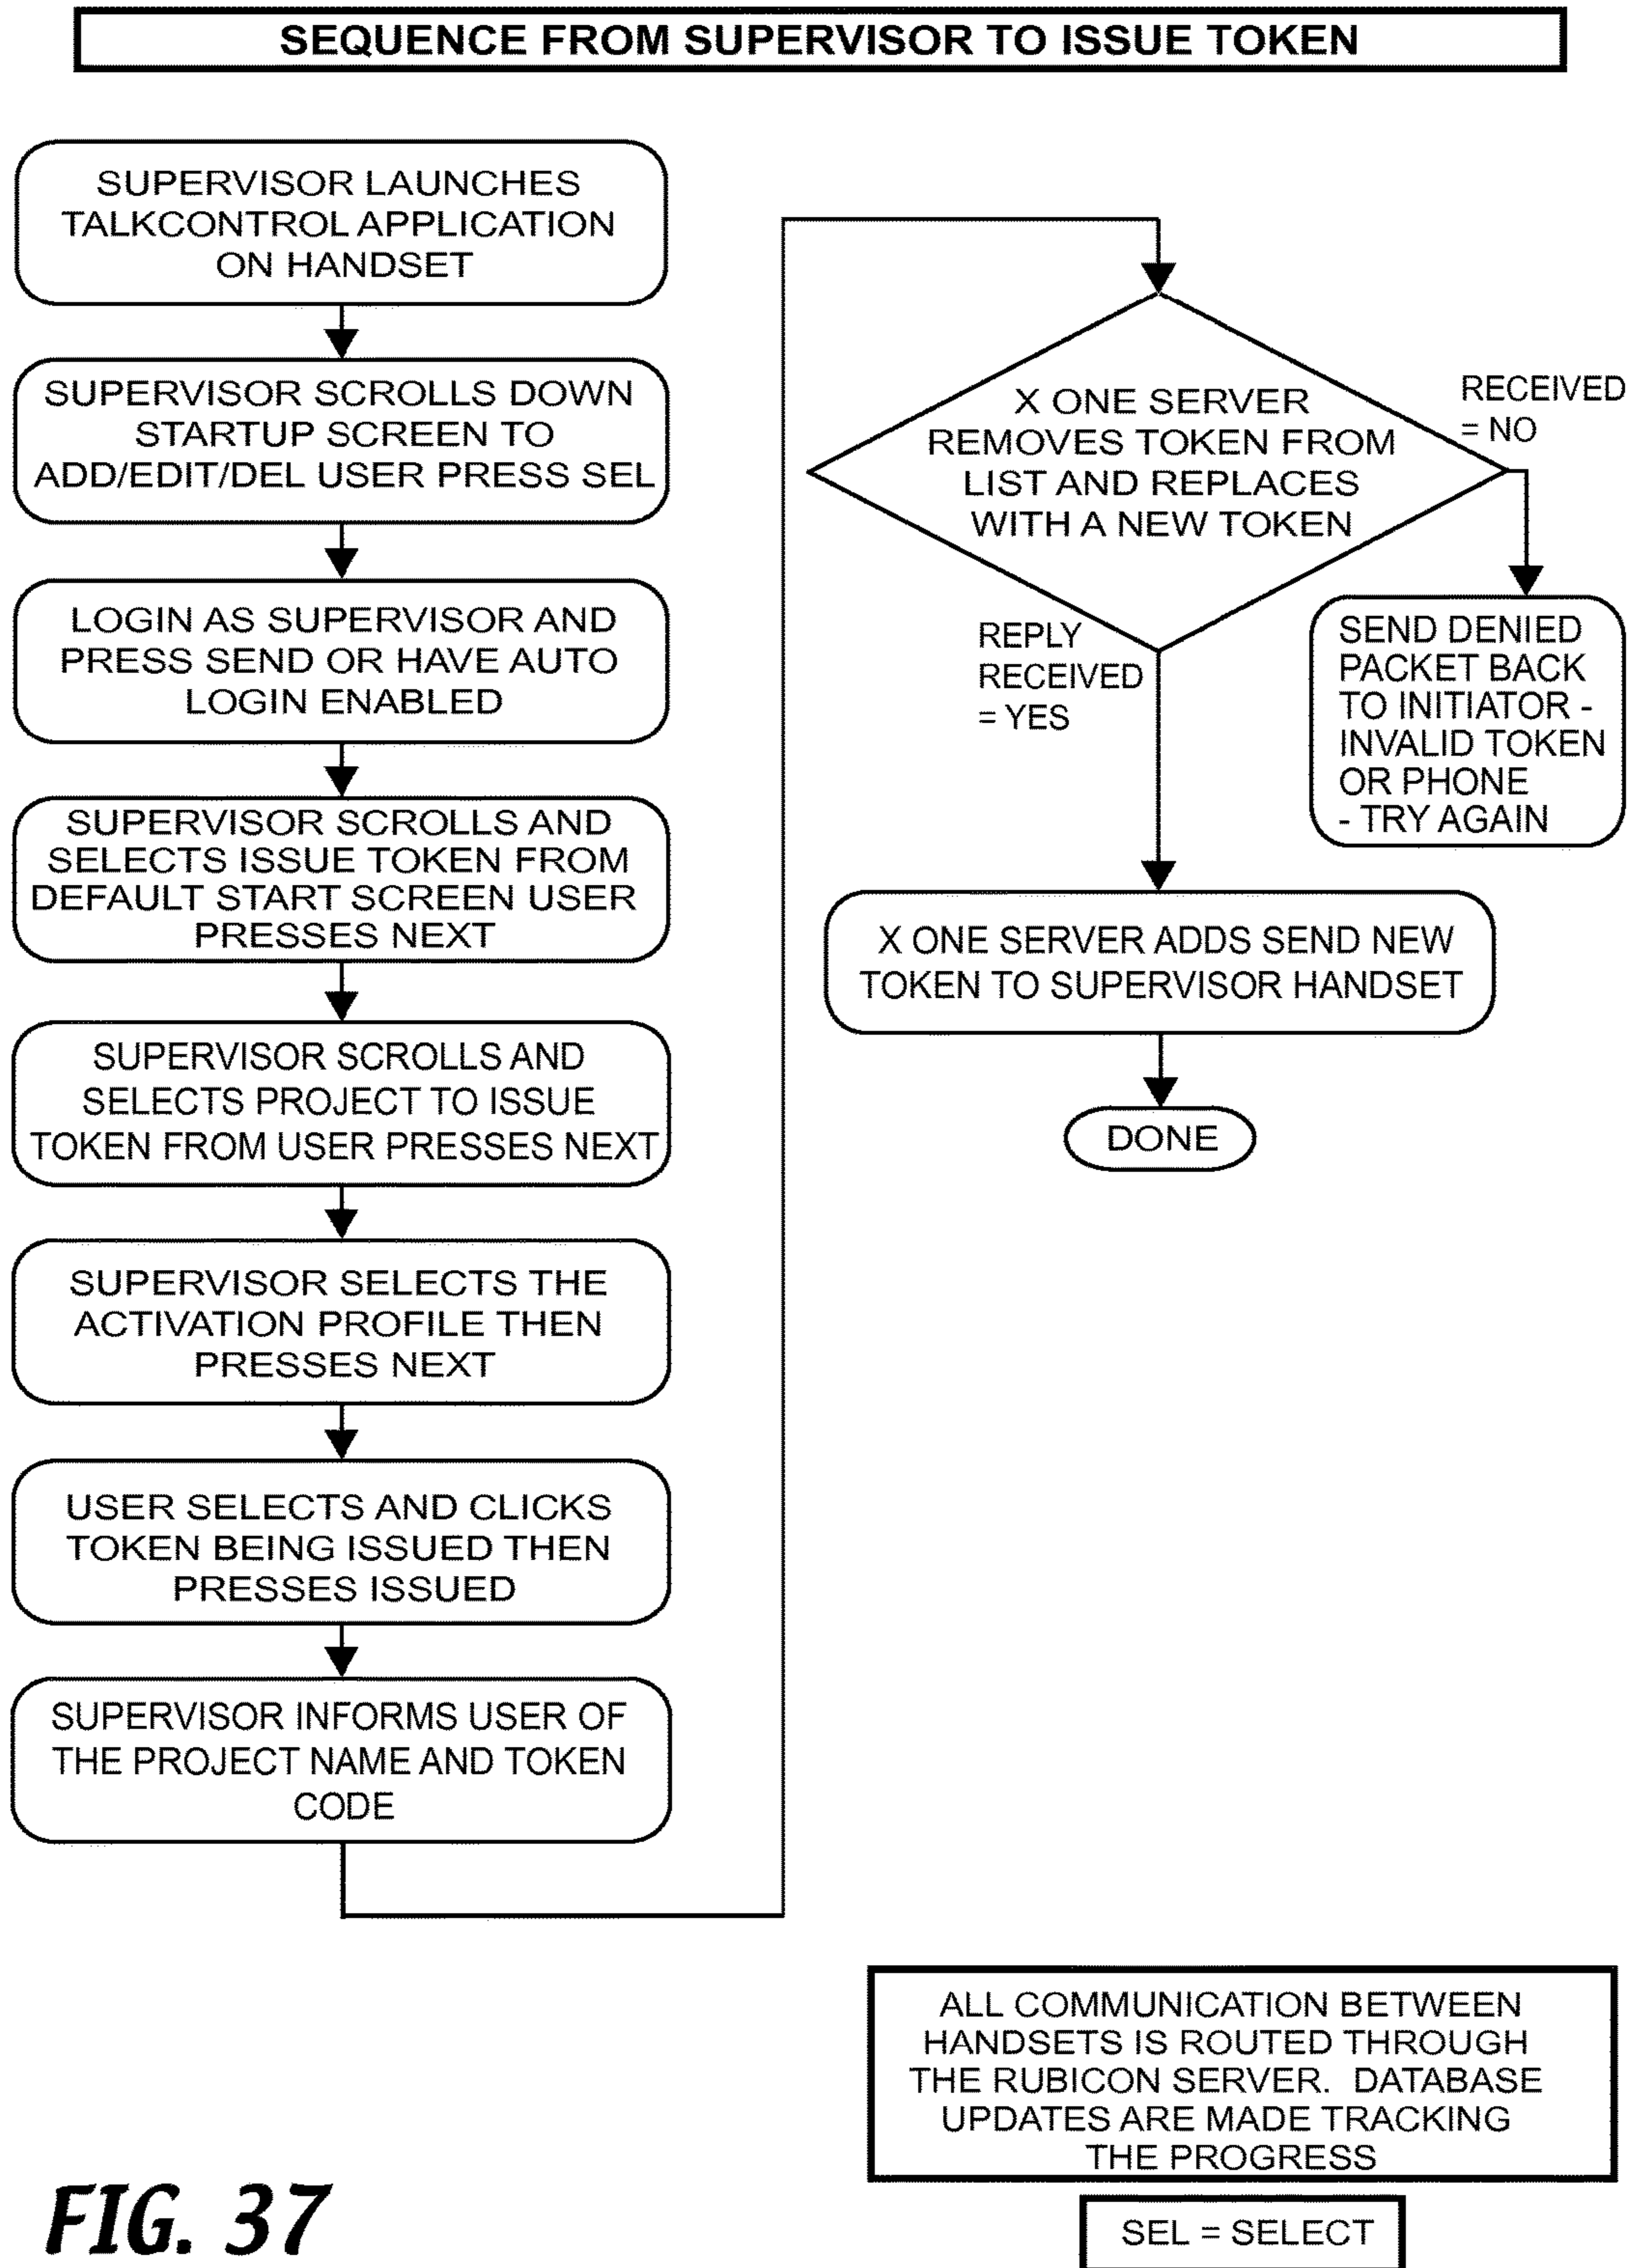 SEQUENCE FROM SUPERVISOR TO ISSUE TOKEN
SUPERVISOR LAUNCHES
TALKCONTROL APPLICATION
ON HANDSET
SUPERVISOR SCROLLS DOWN
STARTUP SCREEN TO
ADD/EDIT/DEL USER PRESS SEL
LOGIN AS SUPERVISOR AND
PRESS SEND OR HAVE AUTO
LOGIN ENABLED
SUPERVISOR SCROLLS AND
SELECTS ISSUE TOKEN FROM
DEFAULT START SCREEN USER
PRESSES NEXT
SUPERVISOR SCROLLS AND
SELECTS PROJECT TO ISSUE
TOKEN FROM USER PRESSES NEXT
SUPERVISOR SELECTS THE
ACTIVATION PROFILE THEN
PRESSES NEXT
USER SELECTS AND CLICKS
TOKEN BEING ISSUED THEN
PRESSES ISSUED
SUPERVISOR INFORMS USER OF
THE PROJECT NAME AND TOKEN
CODE
X ONE SERVER
REMOVES TOKEN FROM
LIST AND REPLACES
WITH A NEW TOKEN
RECEIVED
= NO
SEND DENIED
PACKET BACK
TO INITIATOR -
INVALID TOKEN
OR PHONE
- TRY AGAIN
REPLY
RECEIVED
= YES
X ONE SERVER ADDS SEND NEW
TOKEN TO SUPERVISOR HANDSET
DONE
ALL COMMUNICATION BETWEEN
HANDSETS IS ROUTED THROUGH
THE RUBICON SERVER. DATABASE
UPDATES ARE MADE TRACKING
THE PROGRESS
SEL = SELECT
FIG. 37